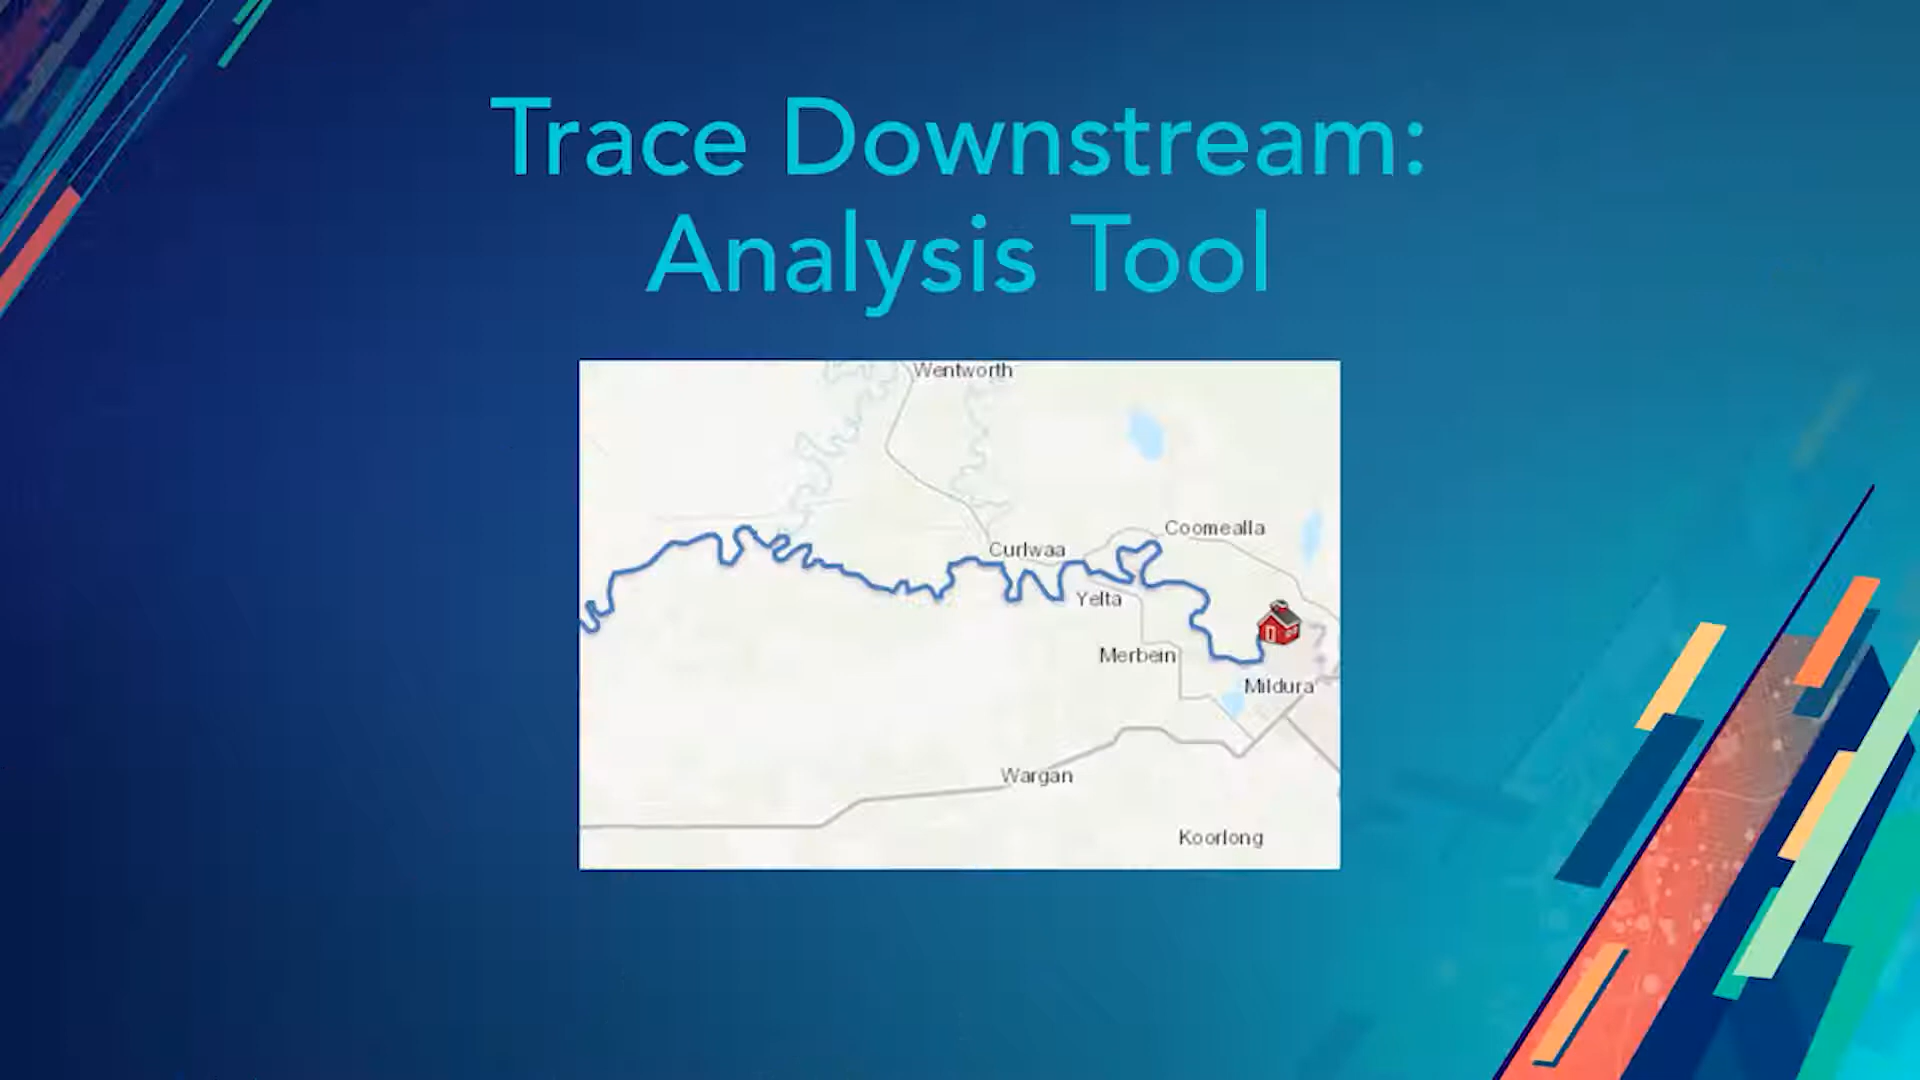 Trace Downstream:
Analysis Tool
Wentworth
Coomealla
Curlwaa
Yelta
Merbein
Mildura
Wargan
Koorlong